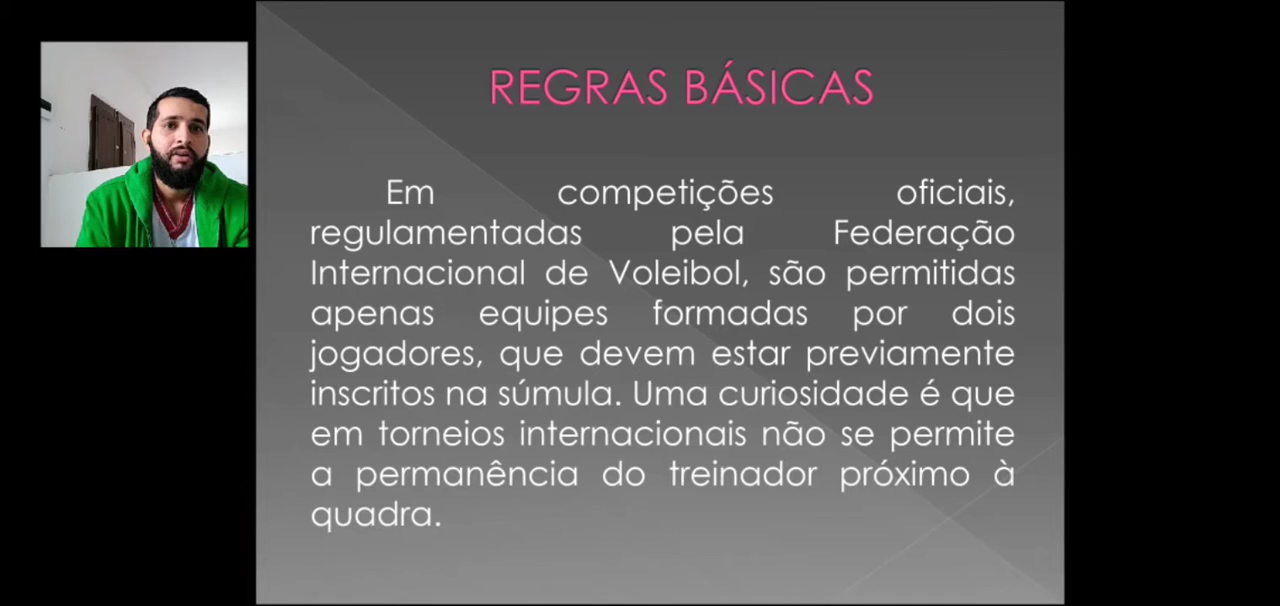 REGRAS BÁSICAS
Em competições oficiais,
regulamentadas pela Federação
Internacional de Voleibol, são permitidas
apenas equipes formadas por dois
jogadores, que devem estar previamente
inscritos na súmula. Uma curiosidade é que
em torneios internacionais não se permite
a permanência do treinador próximo à
quadra.